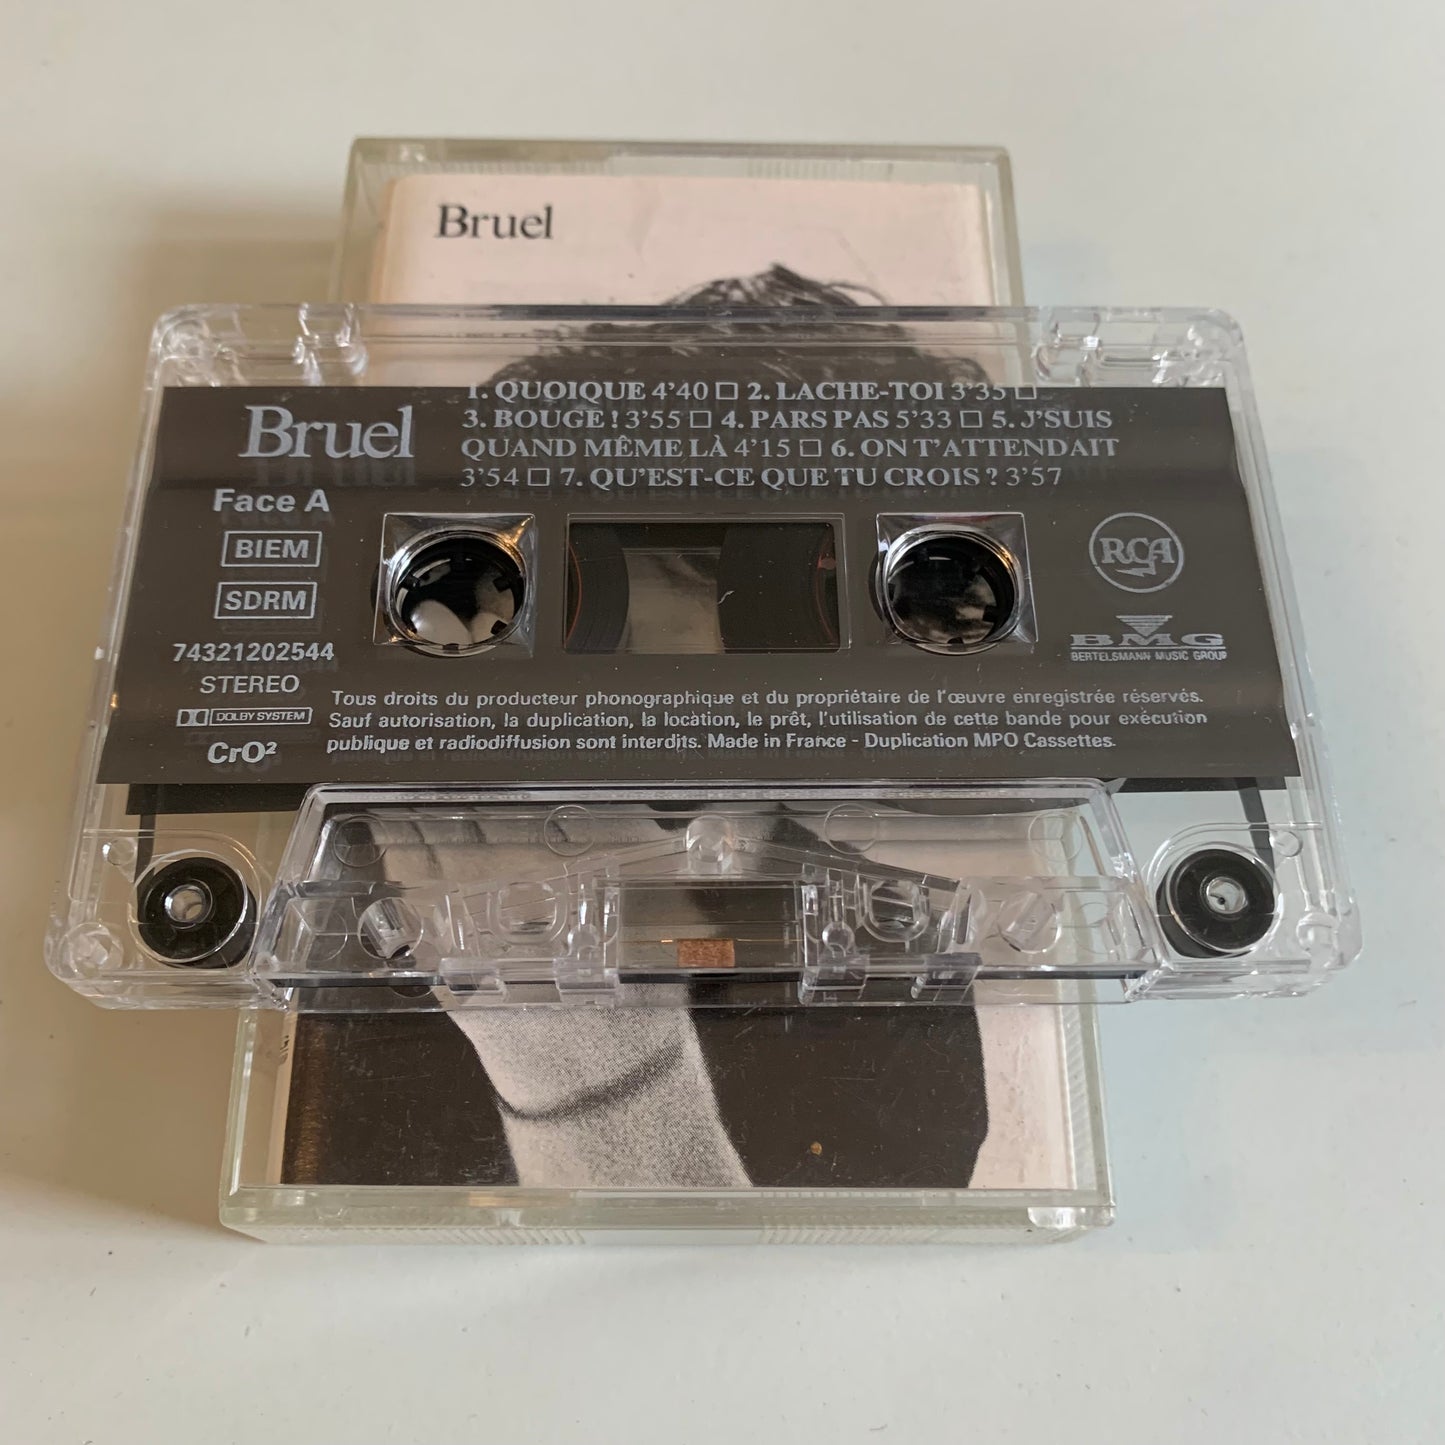 Bruel
Bruel
1. QUOIQUE 4'40 □ 2. LACHE-TOI 3'35 □
3. BOUGE ! 3'55 □ 4. PARS PAS 5'33 □ 5. J'SUIS
QUAND MÊME LÀ 4'15 □ 6. ON T'ATTENDAIT
3'54 □ 7. QU'EST-CE QUE TU CROIS ? 3'57
Face A
BIEM
SDRM
74321202544
STEREO
DOLBY SYSTEM
CrO²
RCA
BMG
BERTELSMANN MUSIC GROUP
Tous droits du producteur phonographique et du propriétaire de l'œuvre enregistrée réservés.
Sauf autorisation, la duplication, la location, le prêt, l'utilisation de cette bande pour exécution
publique et radiodiffusion sont interdits. Made in France - Duplication MPO Cassettes.